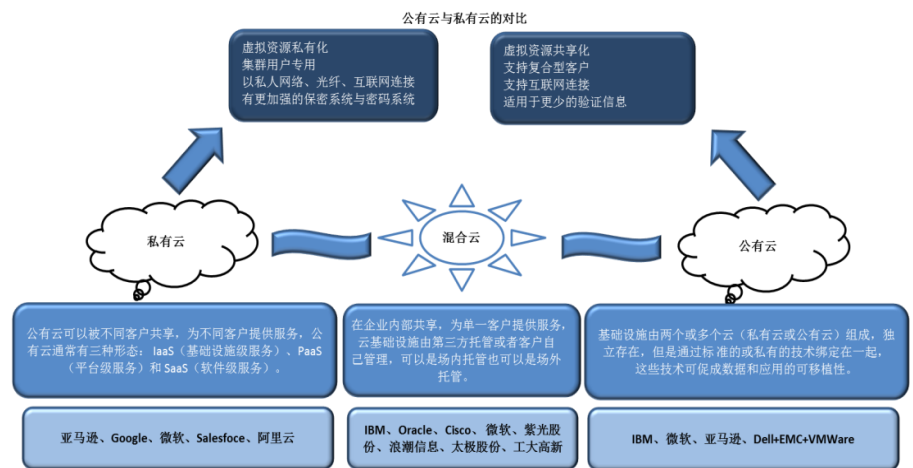 公有云与私有云的对比
虚拟资源私有化
集群用户专用
以私人网络、光纤、互联网连接
有更加强的保密系统与密码系统
虚拟资源共享化
支持复合型客户
支持互联网连接
适用于更少的验证信息
私有云
混合云
公有云
公有云可以被不同客户共享，为不同客户提供服务，公
有云通常有三种形态： IaaS（基础设施级服务）、PaaS
（平台级服务）和 SaaS（软件级服务）。
在企业内部共享，为单一客户提供服务，
云基础设施由第三方托管或者客户自
己管理，可以是场内托管也可以是场外
托管。
基础设施由两个或多个云（私有云或公有云）组成，独
立存在，但是通过标准的或私有的技术绑定在一起，
这些技术可促成数据和应用的可移植性。
亚马逊、Google、微软、Salesfoce、阿里云
IBM、Oracle、Cisco、微软、紫光股
份、浪潮信息、太极股份、工大高新
IBM、微软、亚马逊、Dell+EMC+VMWare